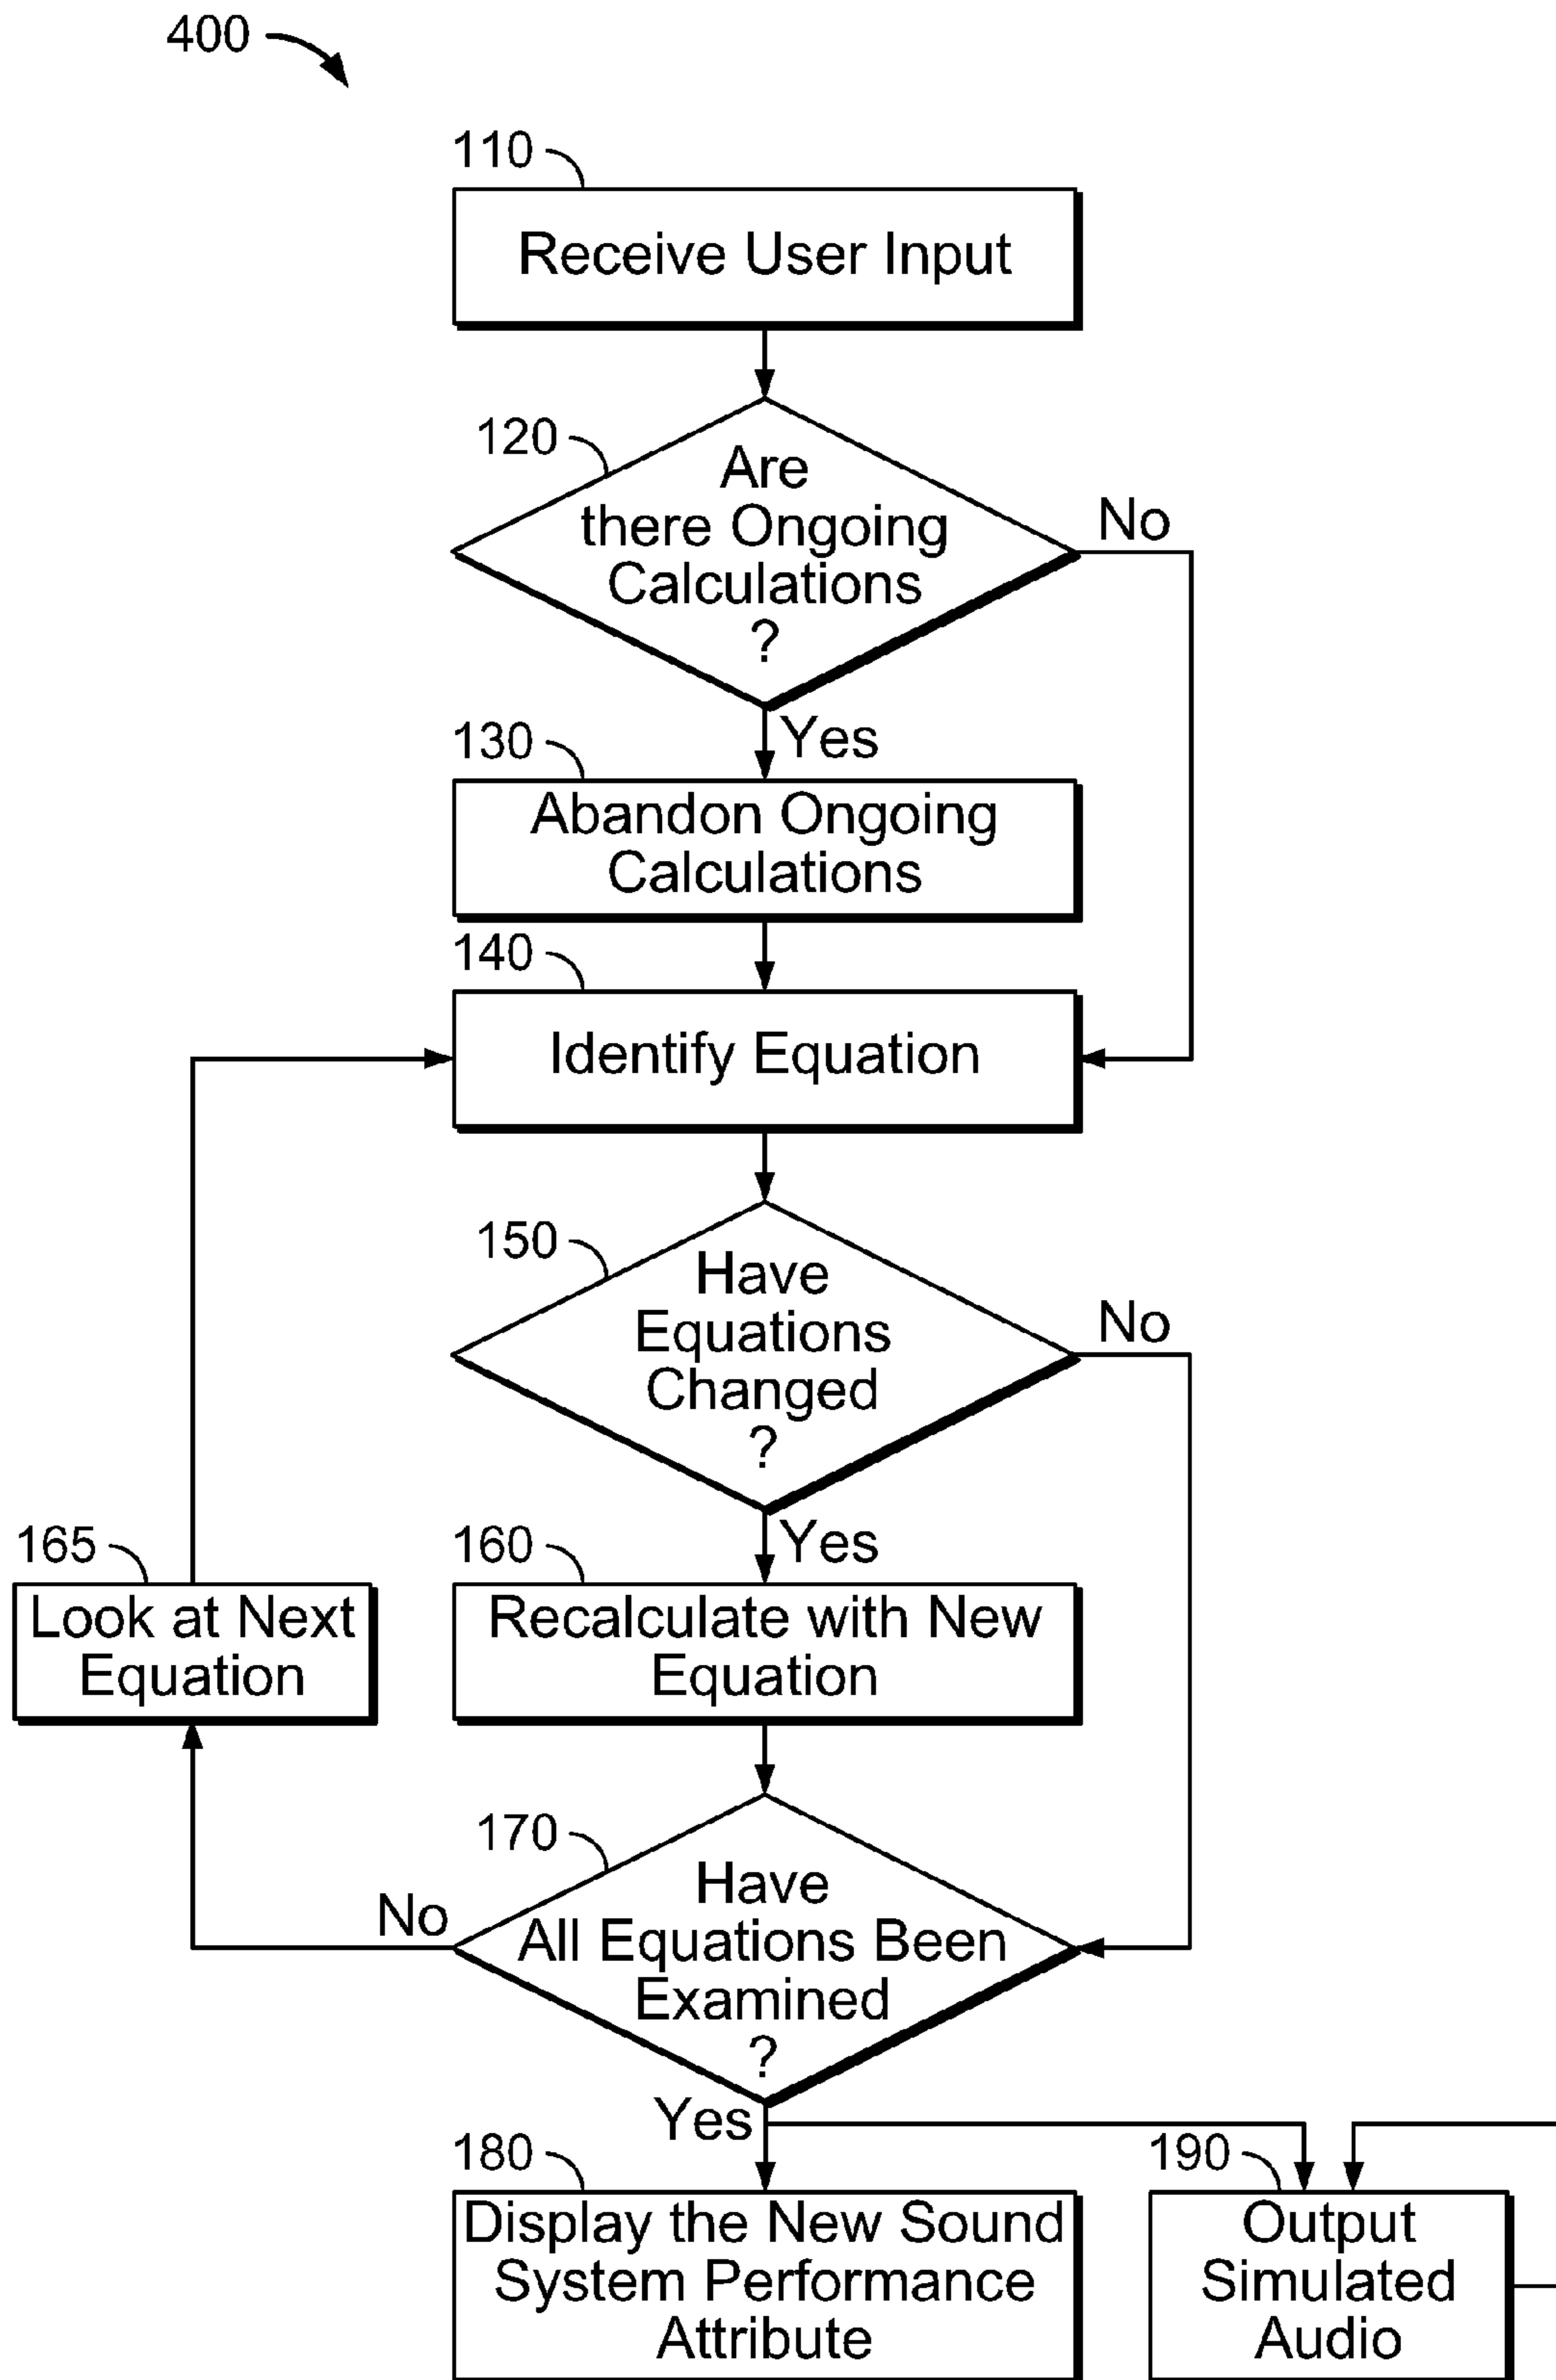 400
110
Receive User Input
120
Are
there Ongoing
Calculations
?
No
Yes
130
Abandon Ongoing
Calculations
140
Identify Equation
150
Have
Equations
Changed
?
No
Yes
165
Look at Next
Equation
160
Recalculate with New
Equation
170
Have
All Equations Been
Examined
?
No
Yes
180
Display the New Sound
System Performance
Attribute
190
Output
Simulated
Audio